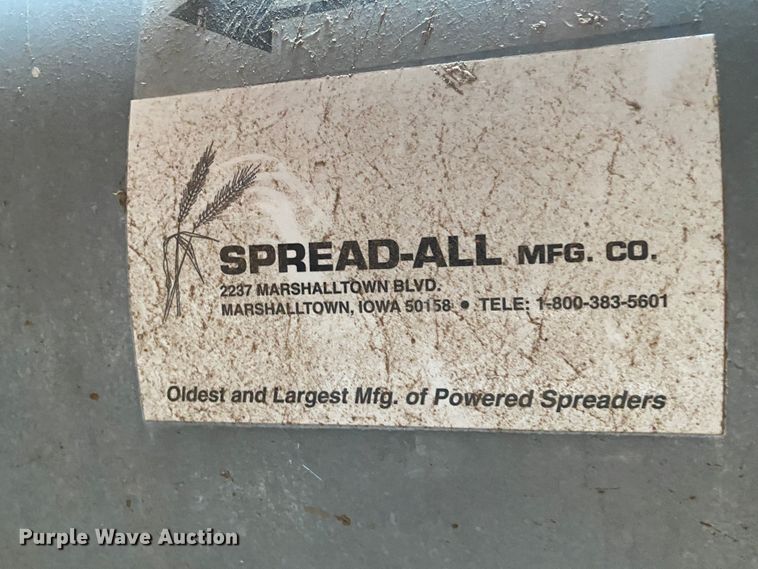 SPREAD-ALL MFG. CO.
2237 MARSHALLTOWN BLVD.
MARSHALLTOWN, IOWA 50158 • TELE: 1-800-383-5601
Oldest and Largest Mfg. of Powered Spreaders
Purple Wave Auction